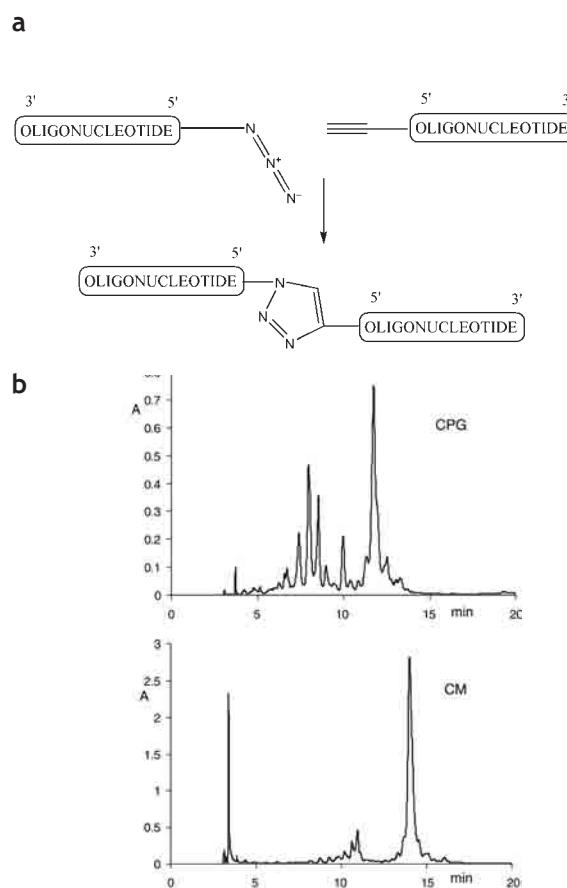 a
3' 5' 5' 3'
OLIGONUCLEOTIDE N OLIGONUCLEOTIDE
N+
N−
3' 5'
OLIGONUCLEOTIDE N 5' 3'
N
N OLIGONUCLEOTIDE
b
A
0.7
0.6
0.5
0.4
0.3
0.2
0.1
0
CPG
0 5 10 15 min 20
3
2.5
A
2
1.5
1
0.5
0
CM
0 5 10 15 min 20